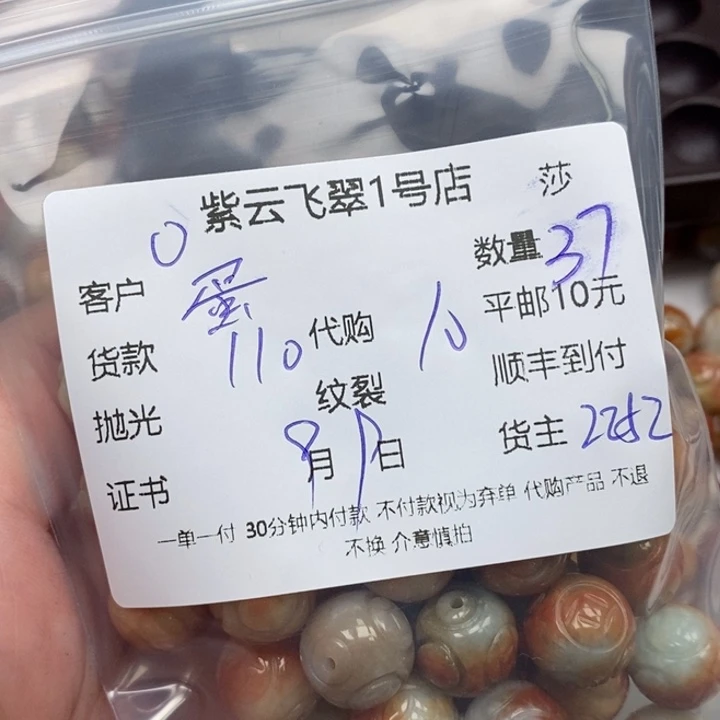 紫云飞翠1号店 莎
0
客户 蛋 数量 37
货款 110 代购 10 平邮10元
抛光 纹裂 顺丰到付
证书 8月 日 货主 2252
一单一付 30分钟内付款 不付款视为弃单 代购产品 不退
不换 介意慎拍